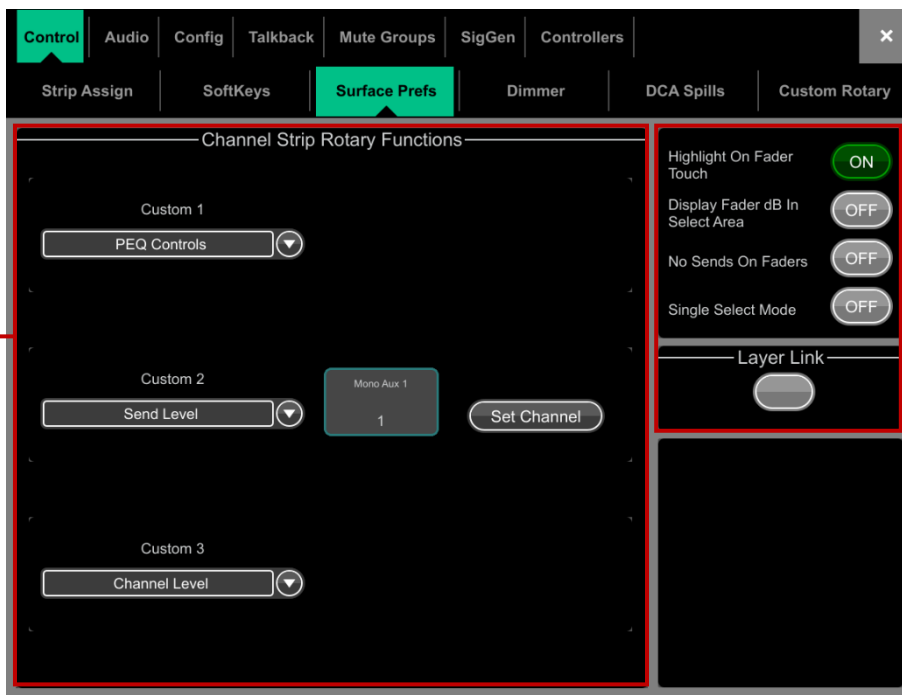 Control Audio Config Talkback Mute Groups SigGen Controllers ×
Strip Assign SoftKeys Surface Prefs Dimmer DCA Spills Custom Rotary
Channel Strip Rotary Functions
Custom 1
PEQ Controls
Custom 2
Send Level
Mono Aux 1
1
Set Channel
Custom 3
Channel Level
Highlight On Fader
Touch
ON
Display Fader dB In
Select Area
OFF
No Sends On Faders
OFF
Single Select Mode
OFF
Layer Link